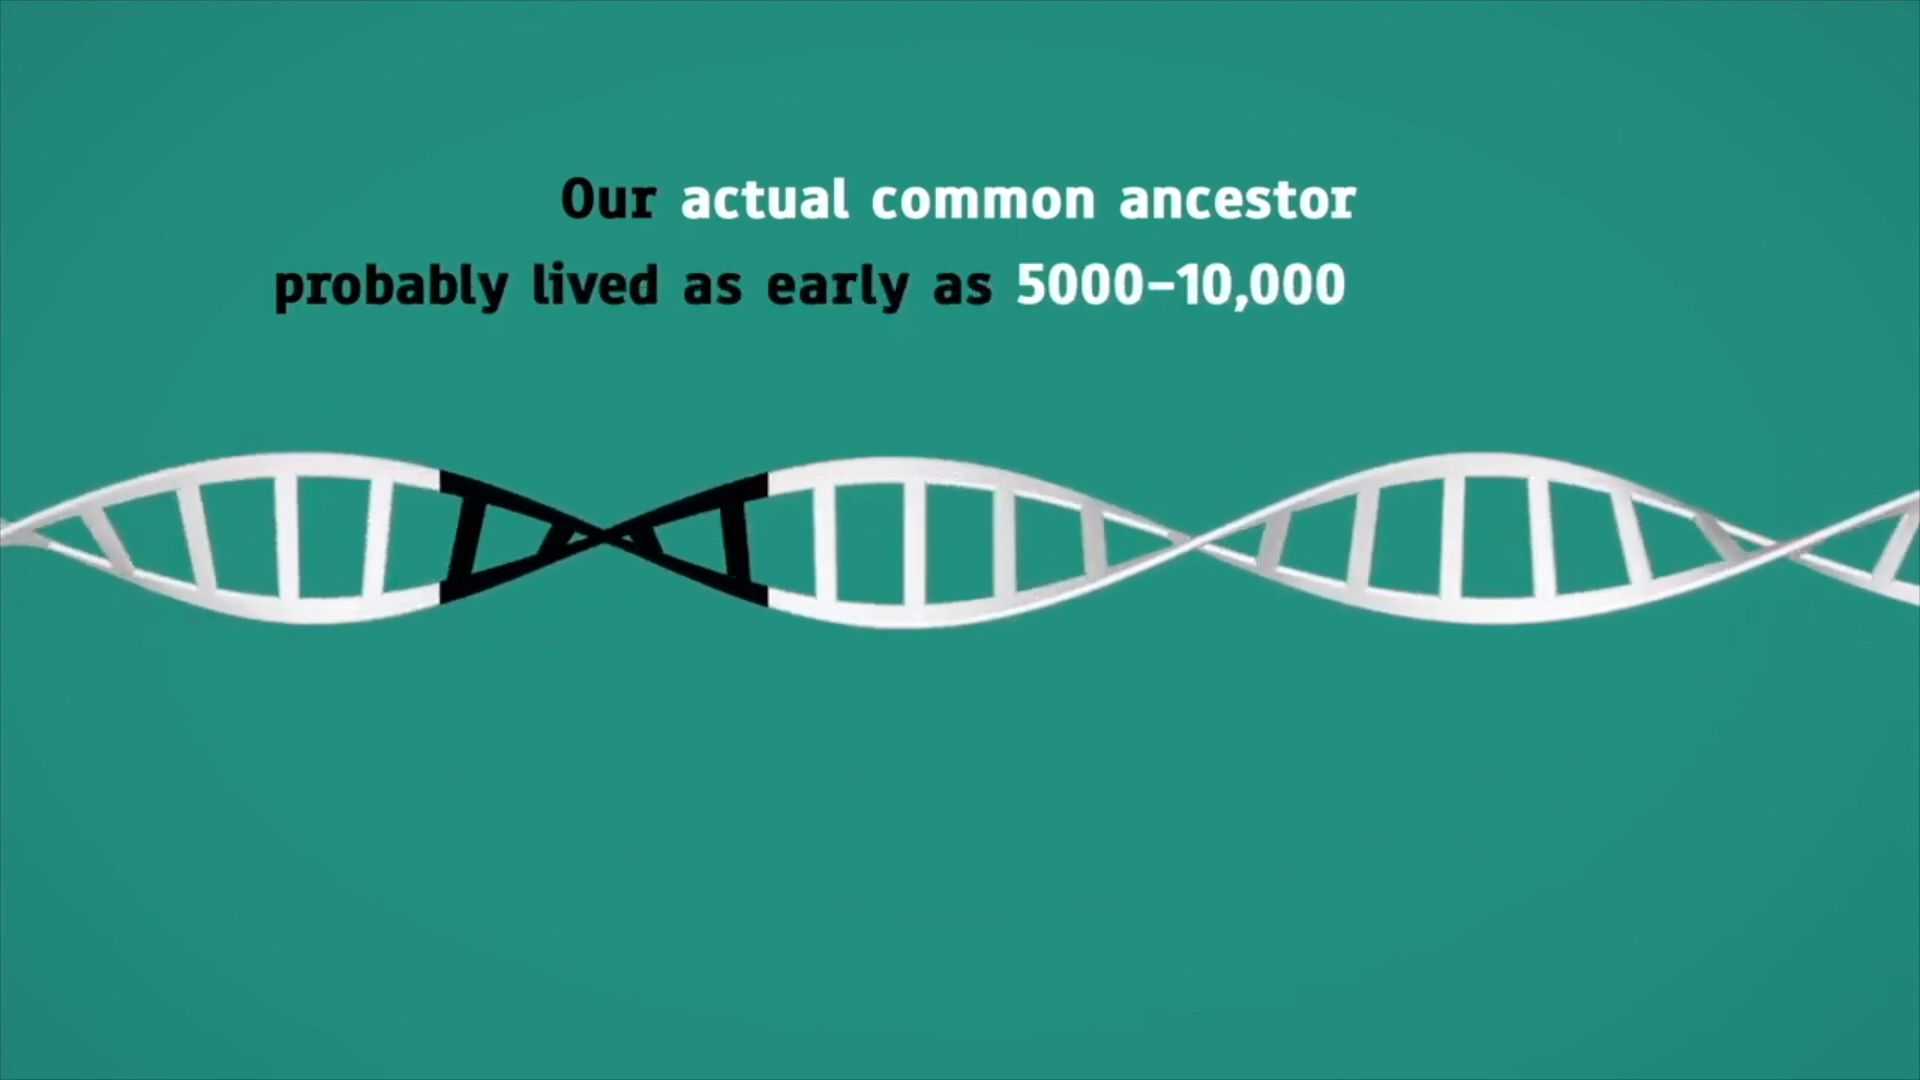 Our actual common ancestor
probably lived as early as 5000–10,000